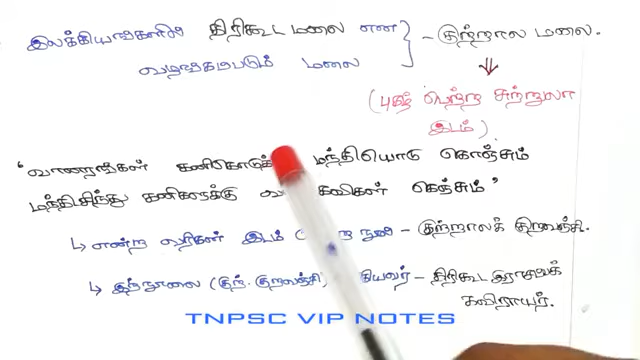 இலக்கியங்களில் திரிகூட மலை என
வழங்கப்படும் மலை
- குற்றால மலை.
(புகழ் பெற்ற சுற்றுலா
இடம்)
'வானரங்கள் கனிகொடுக் மந்தியொடு கொஞ்சும்
மந்திசிந்து கனிகளுக்கு கவிகள் கெஞ்சும்'
↳ என்ற வரிகள் இடம் நூல் - குற்றாலக் குறவஞ்சி.
↳ இந்நூலை (குற். குறவஞ்சி) கியவர் - திரிகூட இராசப்பக்
கவிராயர்.
TNPSC VIP NOTES